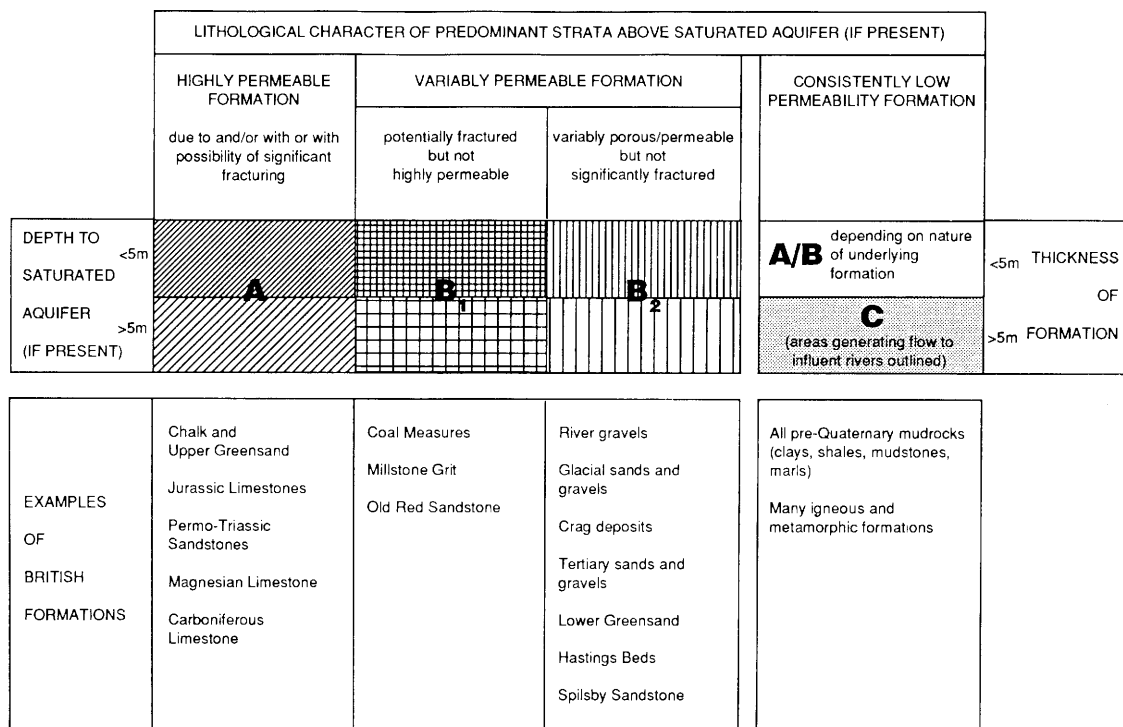 LITHOLOGICAL CHARACTER OF PREDOMINANT STRATA ABOVE SATURATED AQUIFER (IF PRESENT)
HIGHLY PERMEABLE
FORMATION
due to and/or with or with
possibility of significant
fracturing
VARIABLY PERMEABLE FORMATION
potentially fractured
but not
highly permeable
variably porous/permeable
but not
significantly fractured
CONSISTENTLY LOW
PERMEABILITY FORMATION
DEPTH TO
<5m
SATURATED
AQUIFER
>5m
(IF PRESENT)
A
B1
B2
A/B depending on nature
of underlying
formation
C
(areas generating flow to
influent rivers outlined)
<5m THICKNESS
OF
>5m FORMATION
EXAMPLES
OF
BRITISH
FORMATIONS
Chalk and
Upper Greensand
Jurassic Limestones
Permo-Triassic
Sandstones
Magnesian Limestone
Carboniferous
Limestone
Coal Measures
Millstone Grit
Old Red Sandstone
River gravels
Glacial sands and
gravels
Crag deposits
Tertiary sands and
gravels
Lower Greensand
Hastings Beds
Spilsby Sandstone
All pre-Quaternary mudrocks
(clays, shales, mudstones,
marls)
Many igneous and
metamorphic formations